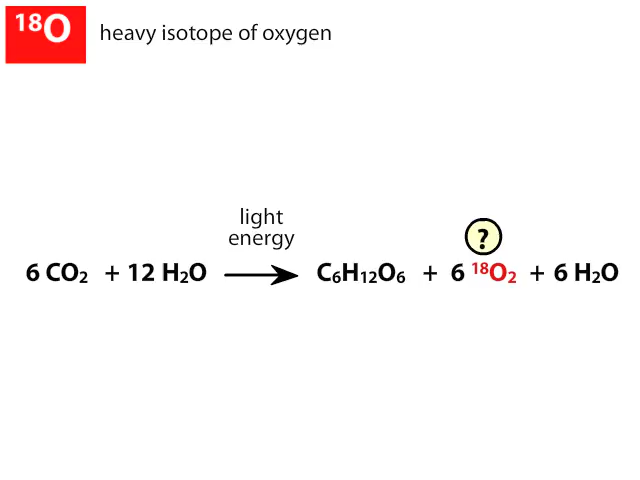 ¹⁸O heavy isotope of oxygen
light
energy
?
6 CO₂ + 12 H₂O ⟶ C₆H₁₂O₆ + 6 ¹⁸O₂ + 6 H₂O